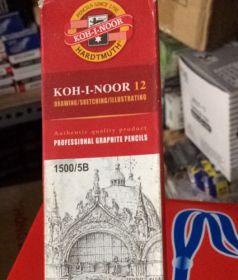 KOH-I-NOOR
HARDTMUTH
KOH-I-NOOR 12
DRAWING/SKETCHING/ILLUSTRATING
Authentic quality product
PROFESSIONAL GRAPHITE PENCILS
1500/5B